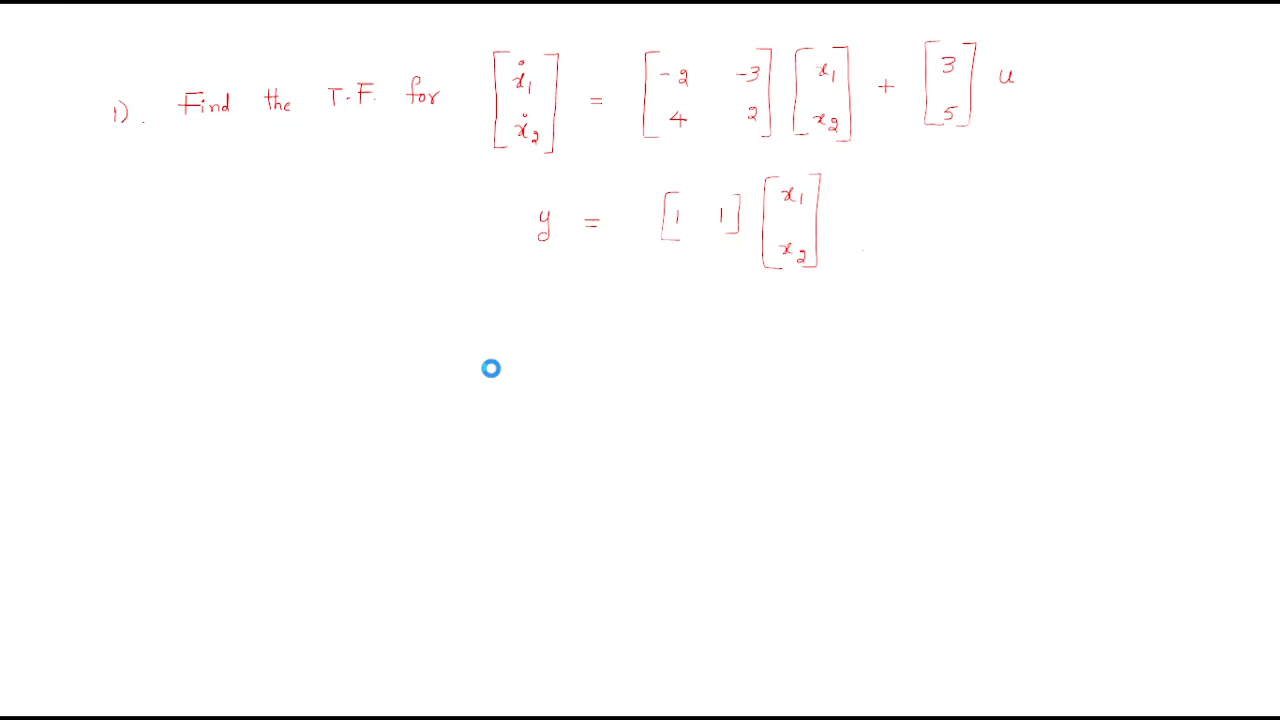 1). Find the T.F. for [ẋ1 ẋ2] = [-2 -3 4 2] [x1 x2] + [3 5] u
y = [1 1] [x1 x2]